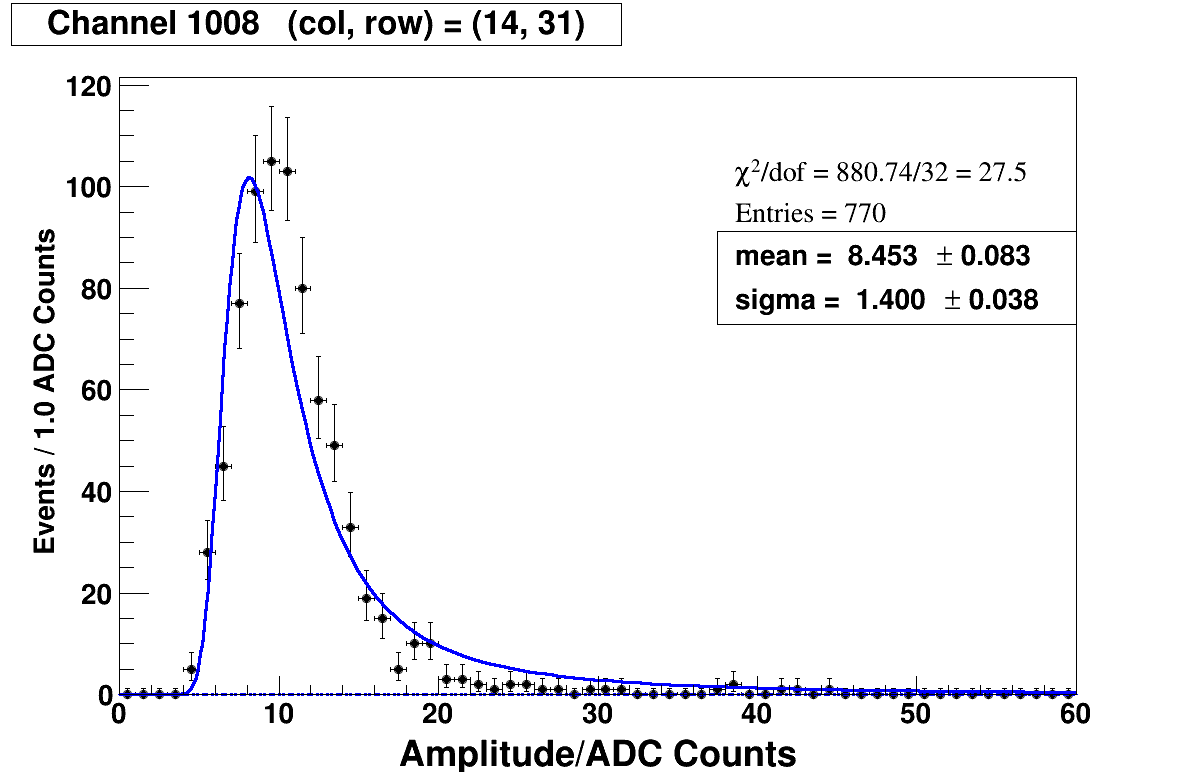 Channel 1008 (col, row) = (14, 31)
120
100
80
60
40
20
0
Events / 1.0 ADC Counts
χ²/dof = 880.74/32 = 27.5
Entries = 770
mean = 8.453 ± 0.083
sigma = 1.400 ± 0.038
0 10 20 30 40 50 60
Amplitude/ADC Counts